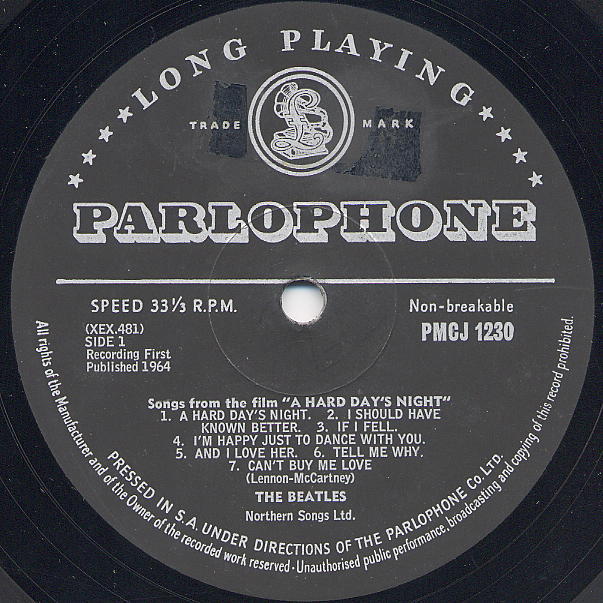 ★★★★LONG PLAYING★★★★
TRADE MARK
£
PARLOPHONE
SPEED 33⅓ R.P.M.
Non-breakable
(XEX.481)
SIDE 1
Recording First
Published 1964
PMCJ 1230
Songs from the film "A HARD DAY'S NIGHT"
1. A HARD DAY'S NIGHT. 2. I SHOULD HAVE
KNOWN BETTER. 3. IF I FELL.
4. I'M HAPPY JUST TO DANCE WITH YOU.
5. AND I LOVE HER. 6. TELL ME WHY.
7. CAN'T BUY ME LOVE
(Lennon-McCartney)
THE BEATLES
Northern Songs Ltd.
PRESSED IN S.A. UNDER DIRECTIONS OF THE PARLOPHONE Co. LTD.
All rights of the Manufacturer and of the Owner of the recorded work reserved · Unauthorised public performance, broadcasting and copying of this record prohibited.